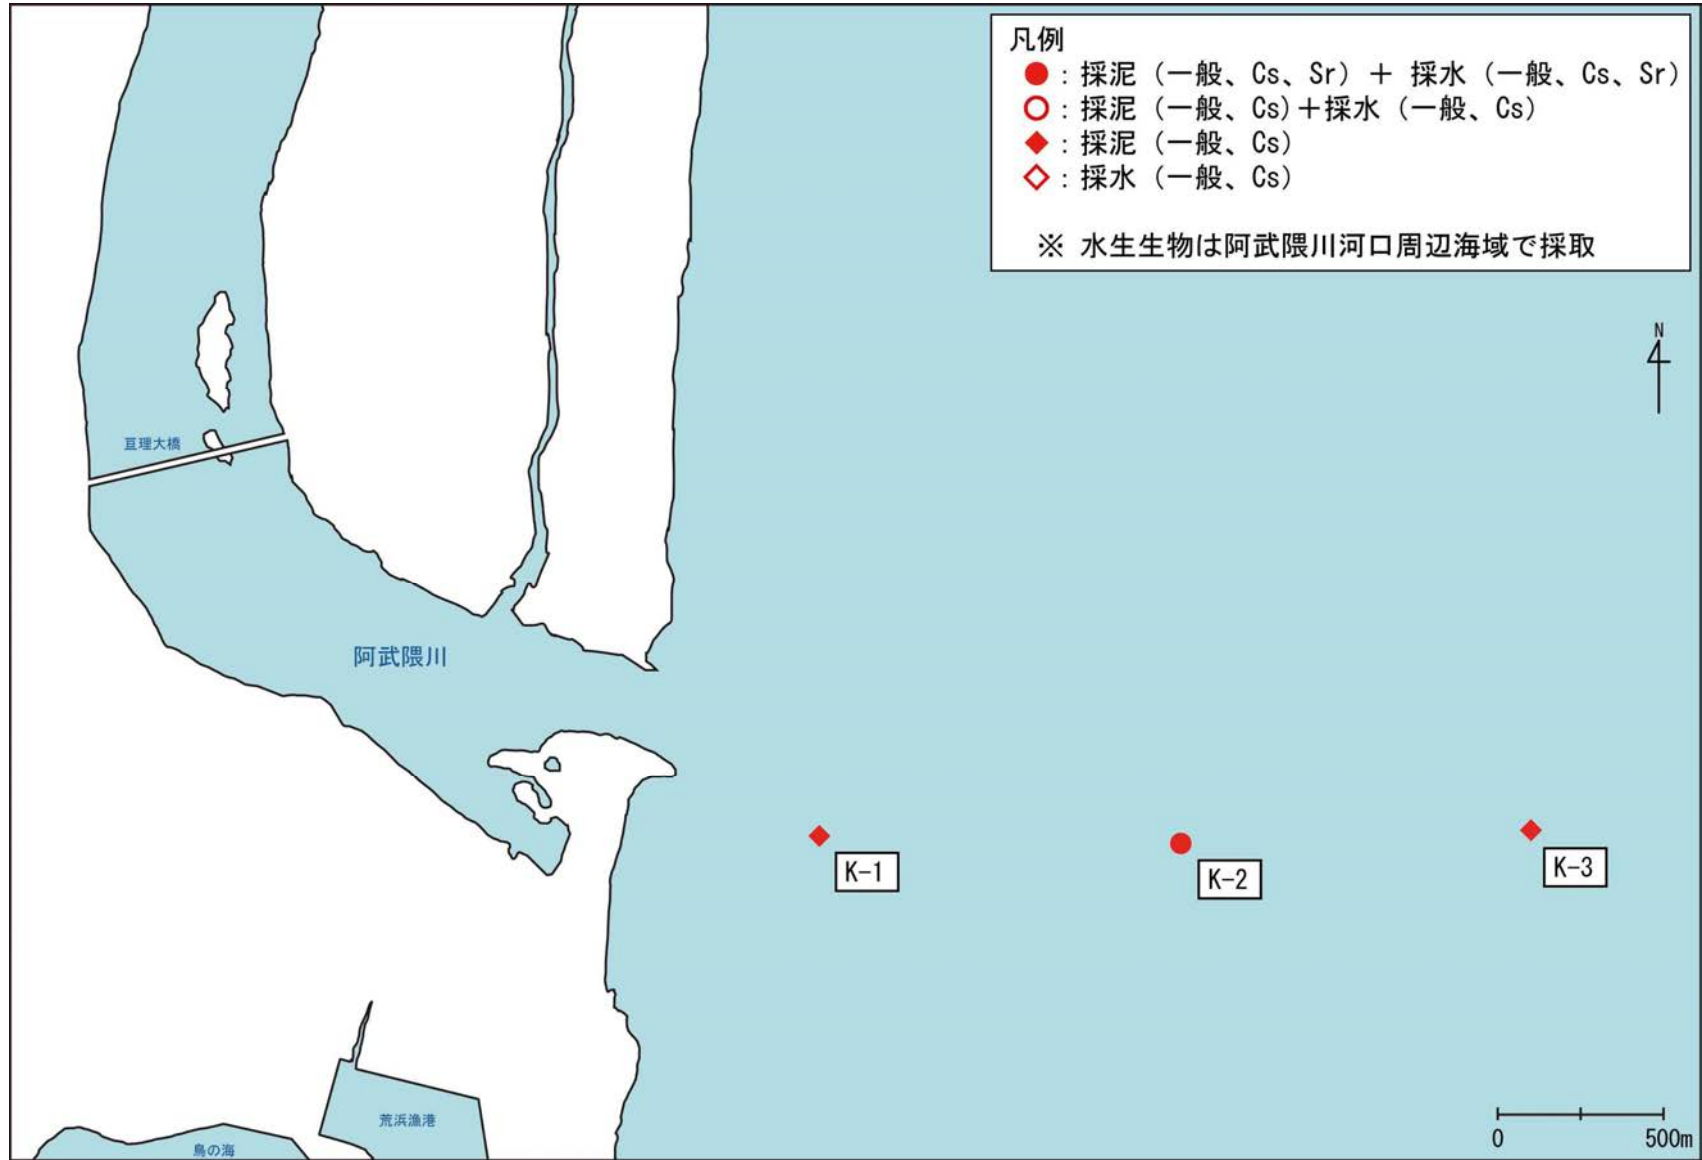 凡例
●：採泥（一般、Cs、Sr）＋ 採水（一般、Cs、Sr）
○：採泥（一般、Cs）＋採水（一般、Cs）
◆：採泥（一般、Cs）
◇：採水（一般、Cs）
※ 水生生物は阿武隈川河口周辺海域で採取
N
亘理大橋
阿武隈川
K-1
K-2
K-3
荒浜漁港
鳥の海
0
500m